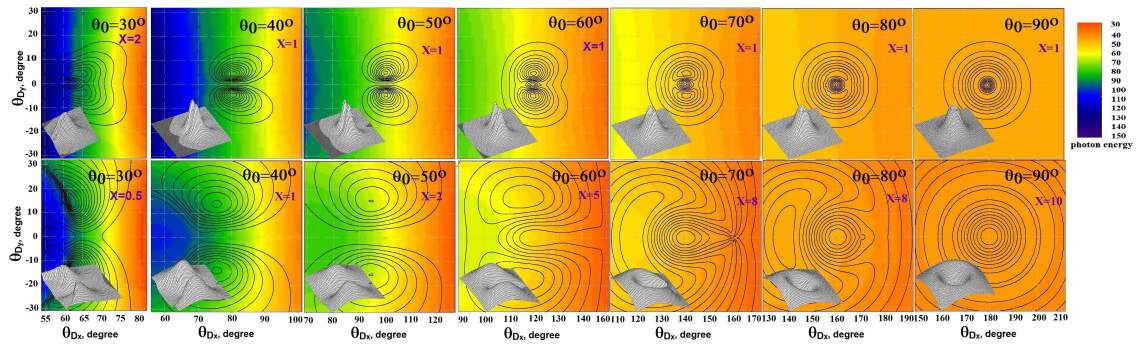 θ0=30º θ0=40º θ0=50º θ0=60º θ0=70º θ0=80º θ0=90º
X=2 X=1 X=1 X=1 X=1 X=1 X=1
30 20 10 0 -10 -20 -30
θDy, degree
30 40 50 60 70 80 90 100 110 120 130 140 150
photon energy
θ0=30º θ0=40º θ0=50º θ0=60º θ0=70º θ0=80º θ0=90º
X=0.5 X=1 X=2 X=5 X=8 X=8 X=10
30 20 10 0 -10 -20 -30
θDy, degree
55 60 65 70 75 80 60 70 80 90 100 70 80 90 100 110 120 90 100 110 120 130 140 150 160 110 120 130 140 150 160 170 130 140 150 160 170 180 190 150 160 170 180 190 200 210
θDx, degree θDx, degree θDx, degree θDx, degree θDx, degree θDx, degree θDx, degree